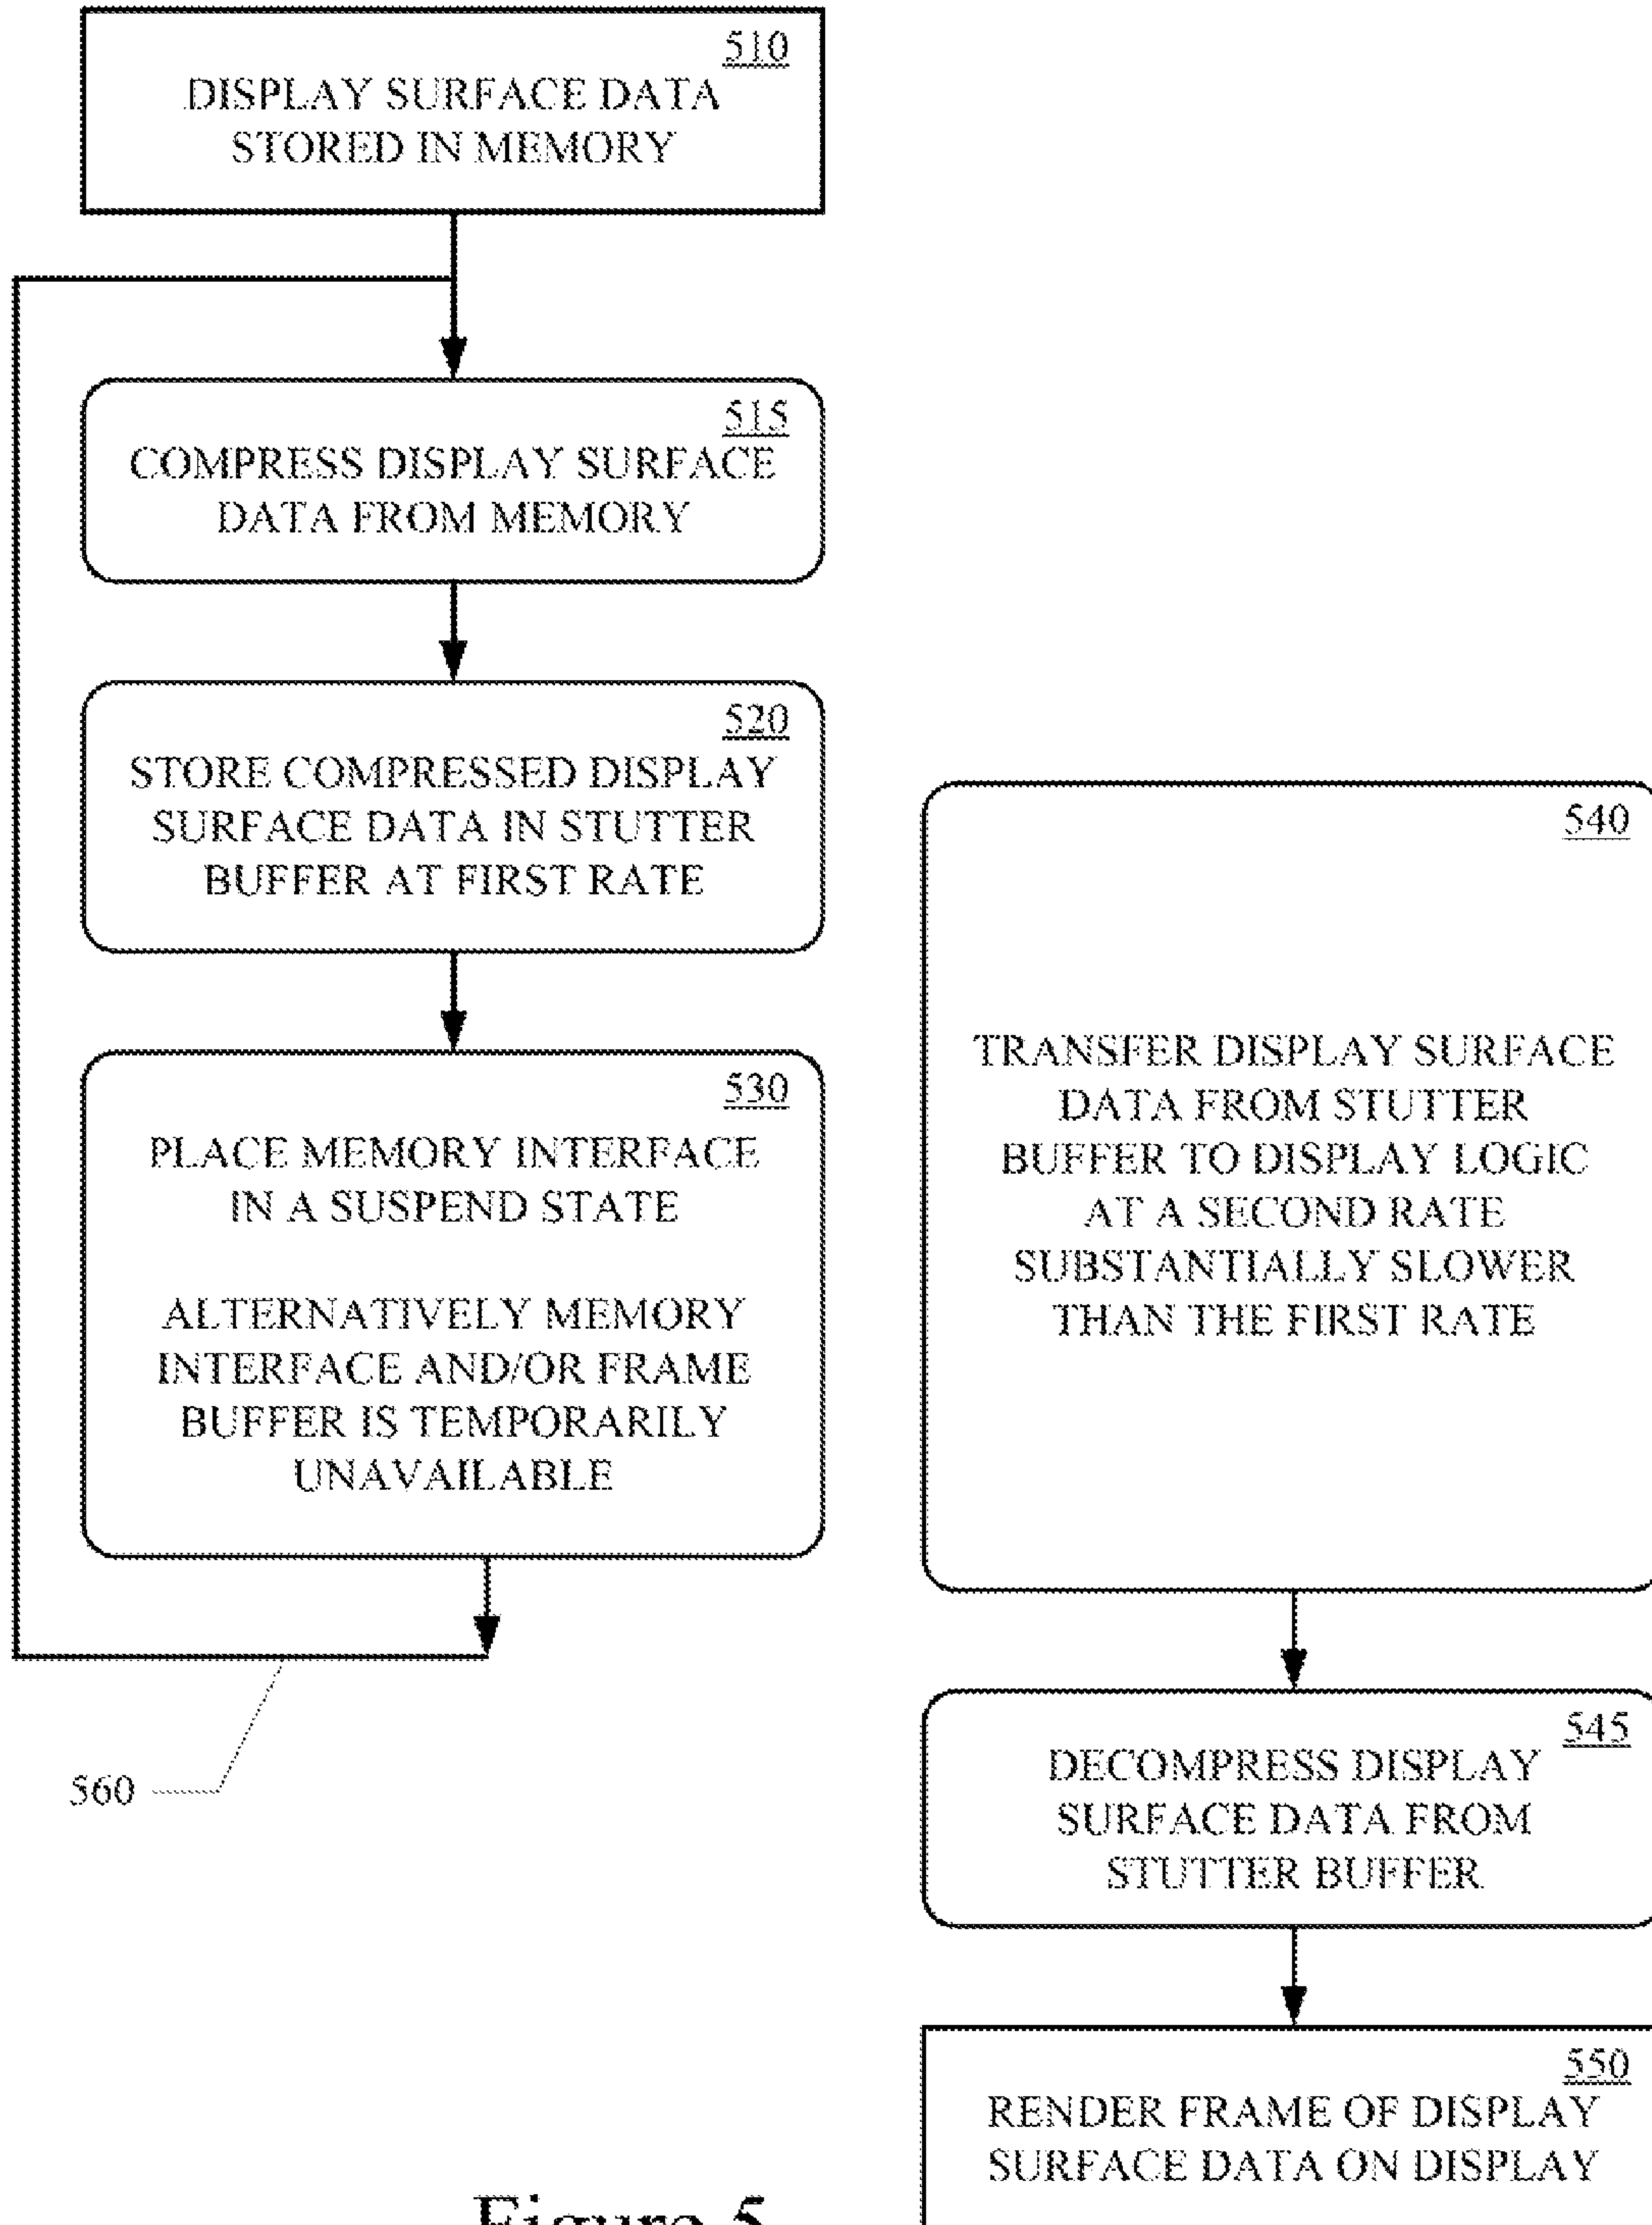 510
DISPLAY SURFACE DATA
STORED IN MEMORY
515
COMPRESS DISPLAY SURFACE
DATA FROM MEMORY
520
STORE COMPRESSED DISPLAY
SURFACE DATA IN STUTTER
BUFFER AT FIRST RATE
530
PLACE MEMORY INTERFACE
IN A SUSPEND STATE
ALTERNATIVELY MEMORY
INTERFACE AND/OR FRAME
BUFFER IS TEMPORARILY
UNAVAILABLE
560
540
TRANSFER DISPLAY SURFACE
DATA FROM STUTTER
BUFFER TO DISPLAY LOGIC
AT A SECOND RATE
SUBSTANTIALLY SLOWER
THAN THE FIRST RATE
545
DECOMPRESS DISPLAY
SURFACE DATA FROM
STUTTER BUFFER
550
RENDER FRAME OF DISPLAY
SURFACE DATA ON DISPLAY
Figure 5